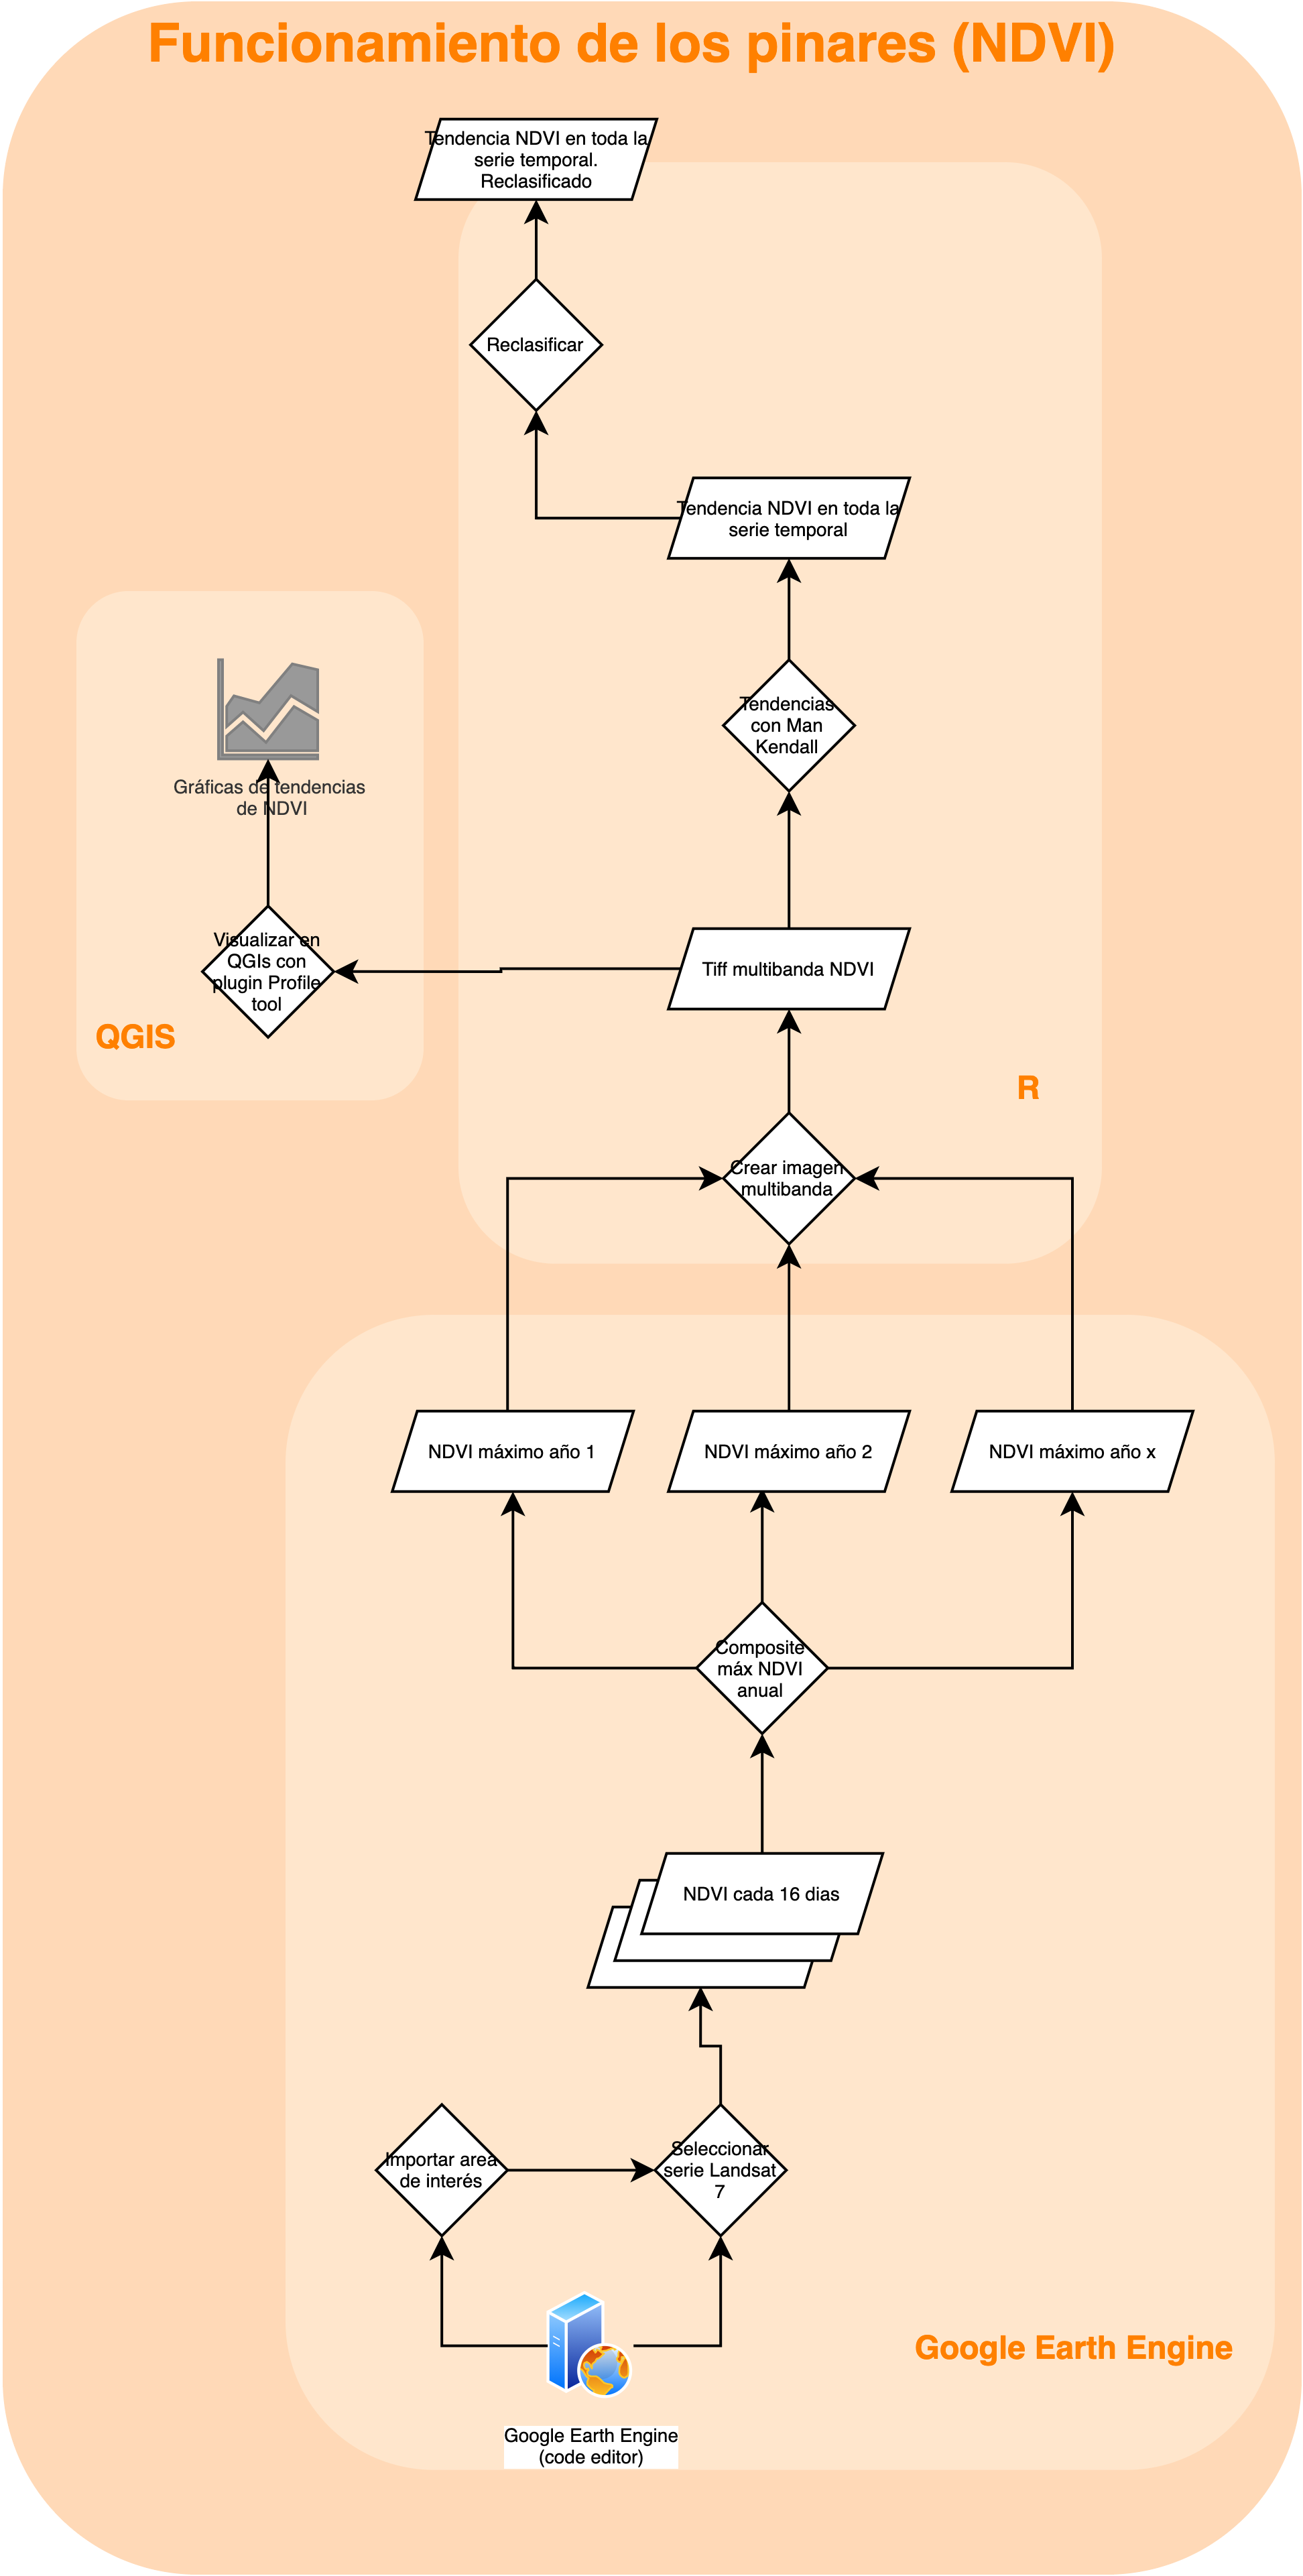 Funcionamiento de los pinares (NDVI)
Tendencia NDVI en toda la
serie temporal.
Reclasificado
Reclasificar
Tendencia NDVI en toda la
serie temporal
Tendencias
con Man
Kendall
Gráficas de tendencias
de NDVI
Visualizar en
QGIs con
plugin Profile
tool
QGIS
Tiff multibanda NDVI
R
Crear imagen
multibanda
NDVI máximo año 1
NDVI máximo año 2
NDVI máximo año x
Composite
máx NDVI
anual
NDVI cada 16 dias
Importar area
de interés
Seleccionar
serie Landsat
7
Google Earth Engine
Google Earth Engine
(code editor)